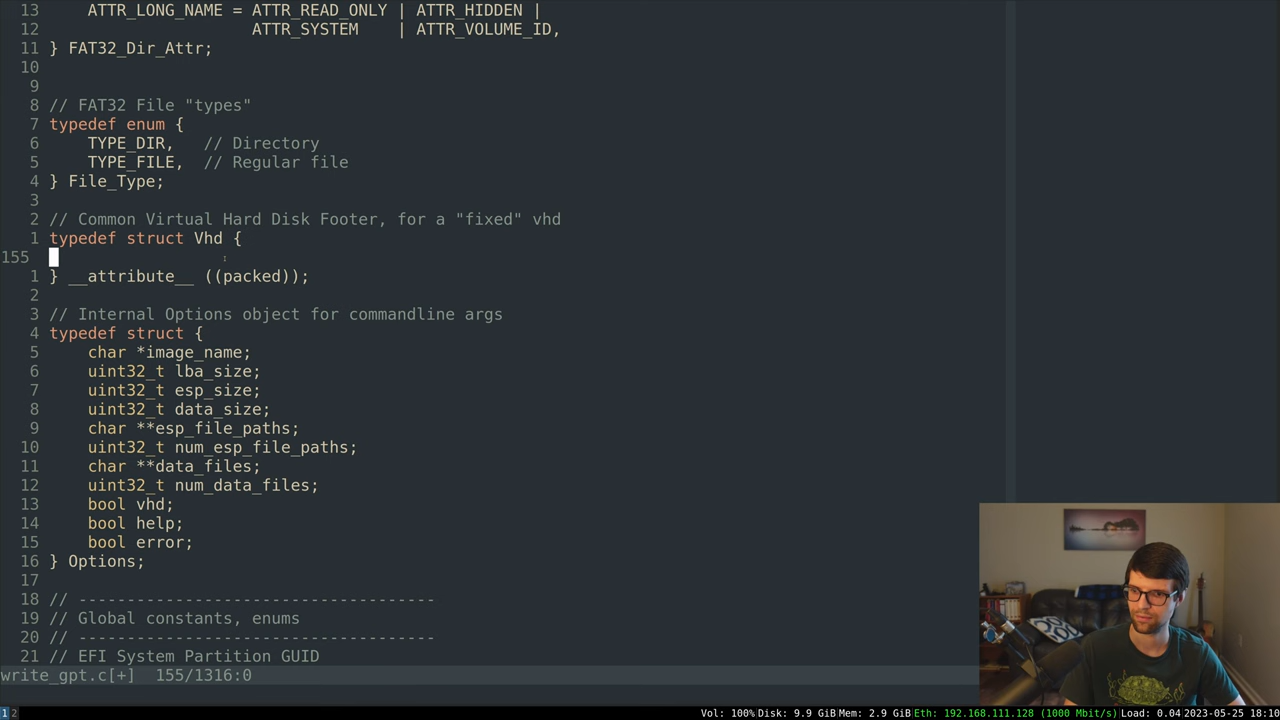 13     ATTR_LONG_NAME = ATTR_READ_ONLY | ATTR_HIDDEN |
12                      ATTR_SYSTEM    | ATTR_VOLUME_ID,
11 } FAT32_Dir_Attr;
10
9
8 // FAT32 File "types"
7 typedef enum {
6     TYPE_DIR,   // Directory
5     TYPE_FILE,  // Regular file
4 } File_Type;
3
2 // Common Virtual Hard Disk Footer, for a "fixed" vhd
1 typedef struct Vhd {
155
1 } __attribute__ ((packed));
2
3 // Internal Options object for commandline args
4 typedef struct {
5     char *image_name;
6     uint32_t lba_size;
7     uint32_t esp_size;
8     uint32_t data_size;
9     char **esp_file_paths;
10     uint32_t num_esp_file_paths;
11     char **data_files;
12     uint32_t num_data_files;
13     bool vhd;
14     bool help;
15     bool error;
16 } Options;
17
18 // -------------------------------------
19 // Global constants, enums
20 // -------------------------------------
21 // EFI System Partition GUID
write_gpt.c[+]  155/1316:0
1 2 Vol: 100% Disk: 9.9 GiB Mem: 2.9 GiB Eth: 192.168.111.128 (1000 Mbit/s) Load: 0.04 2023-05-25 18:10